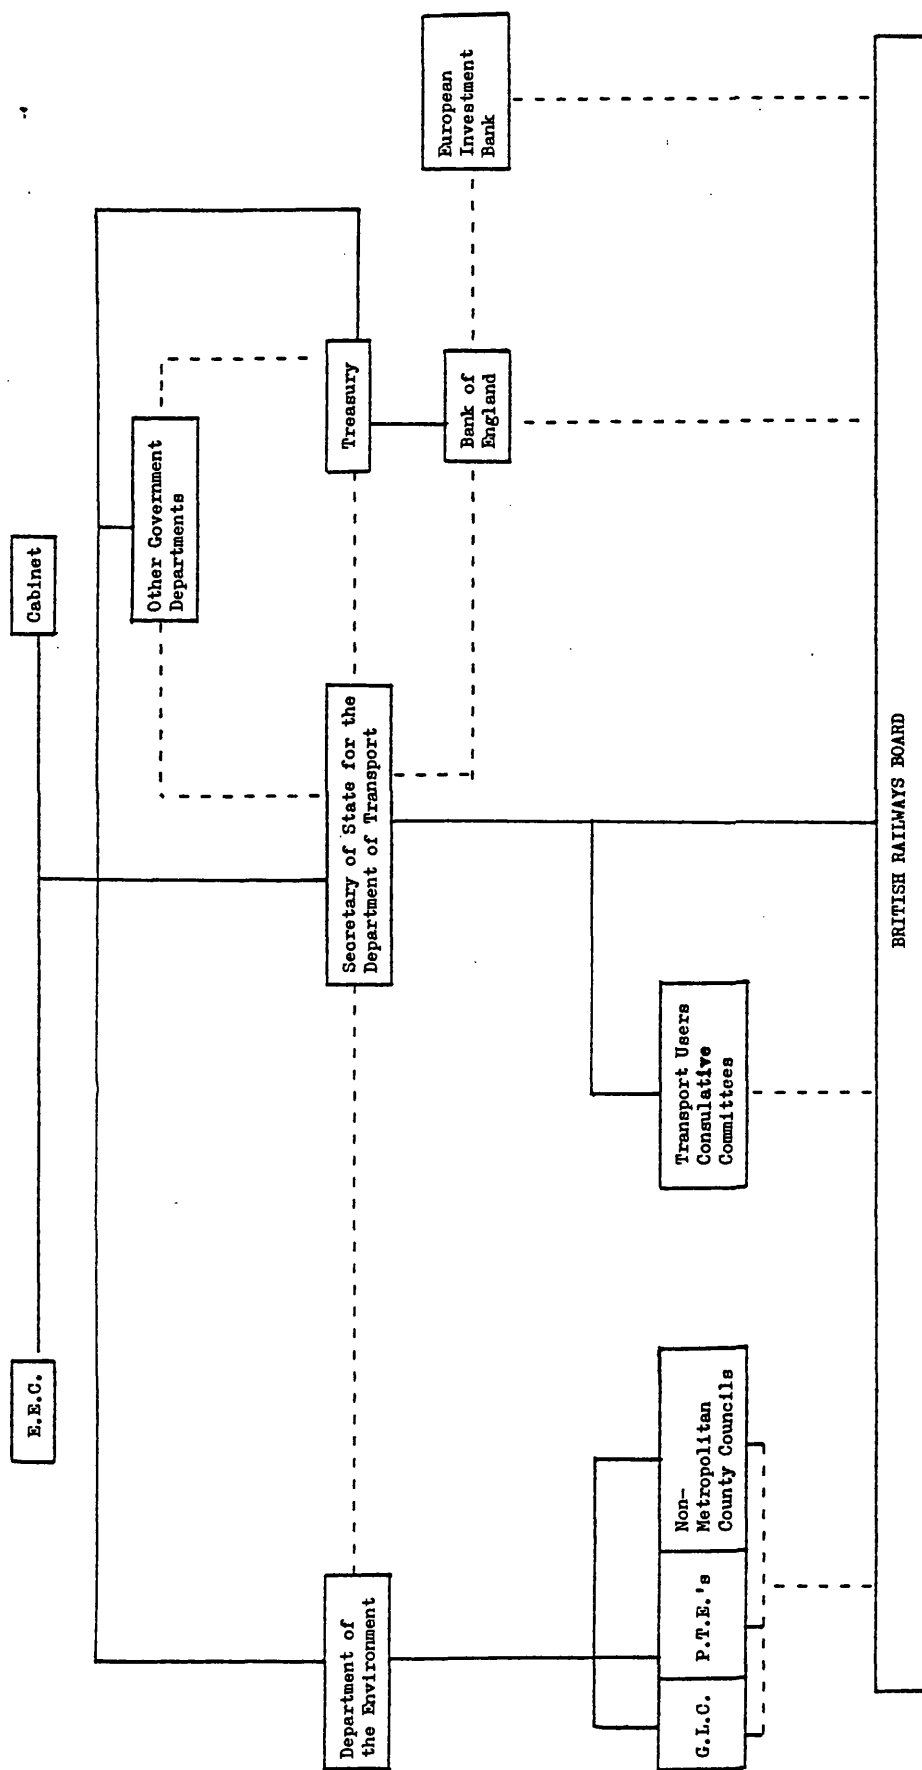 E.E.C.
Cabinet
Other Government
Departments
Department of
the Environment
Secretary of State for the
Department of Transport
Treasury
Bank of
England
European
Investment
Bank
G.L.C.
P.T.E.'s
Non-
Metropolitan
County Councils
Transport Users
Consulative
Committees
BRITISH RAILWAYS BOARD